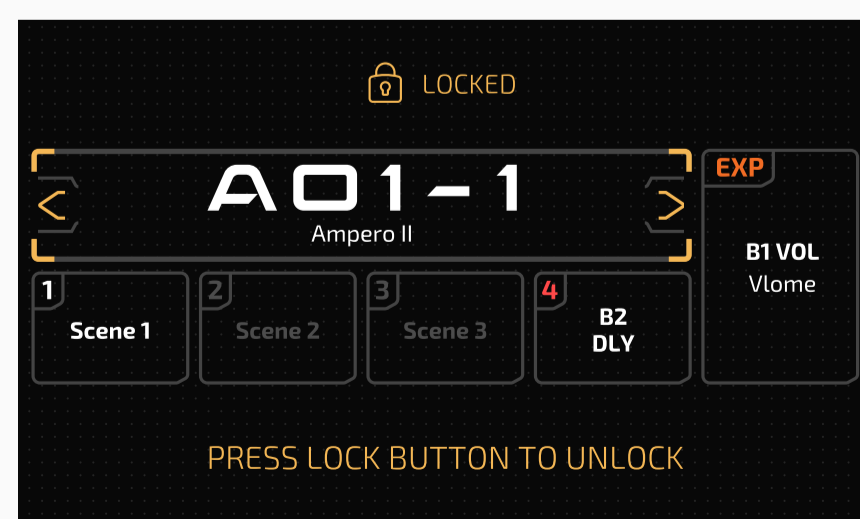 LOCKED
A01-1
Ampero II
EXP
B1 VOL
Vlome
1
Scene 1
2
Scene 2
3
Scene 3
4
B2
DLY
PRESS LOCK BUTTON TO UNLOCK